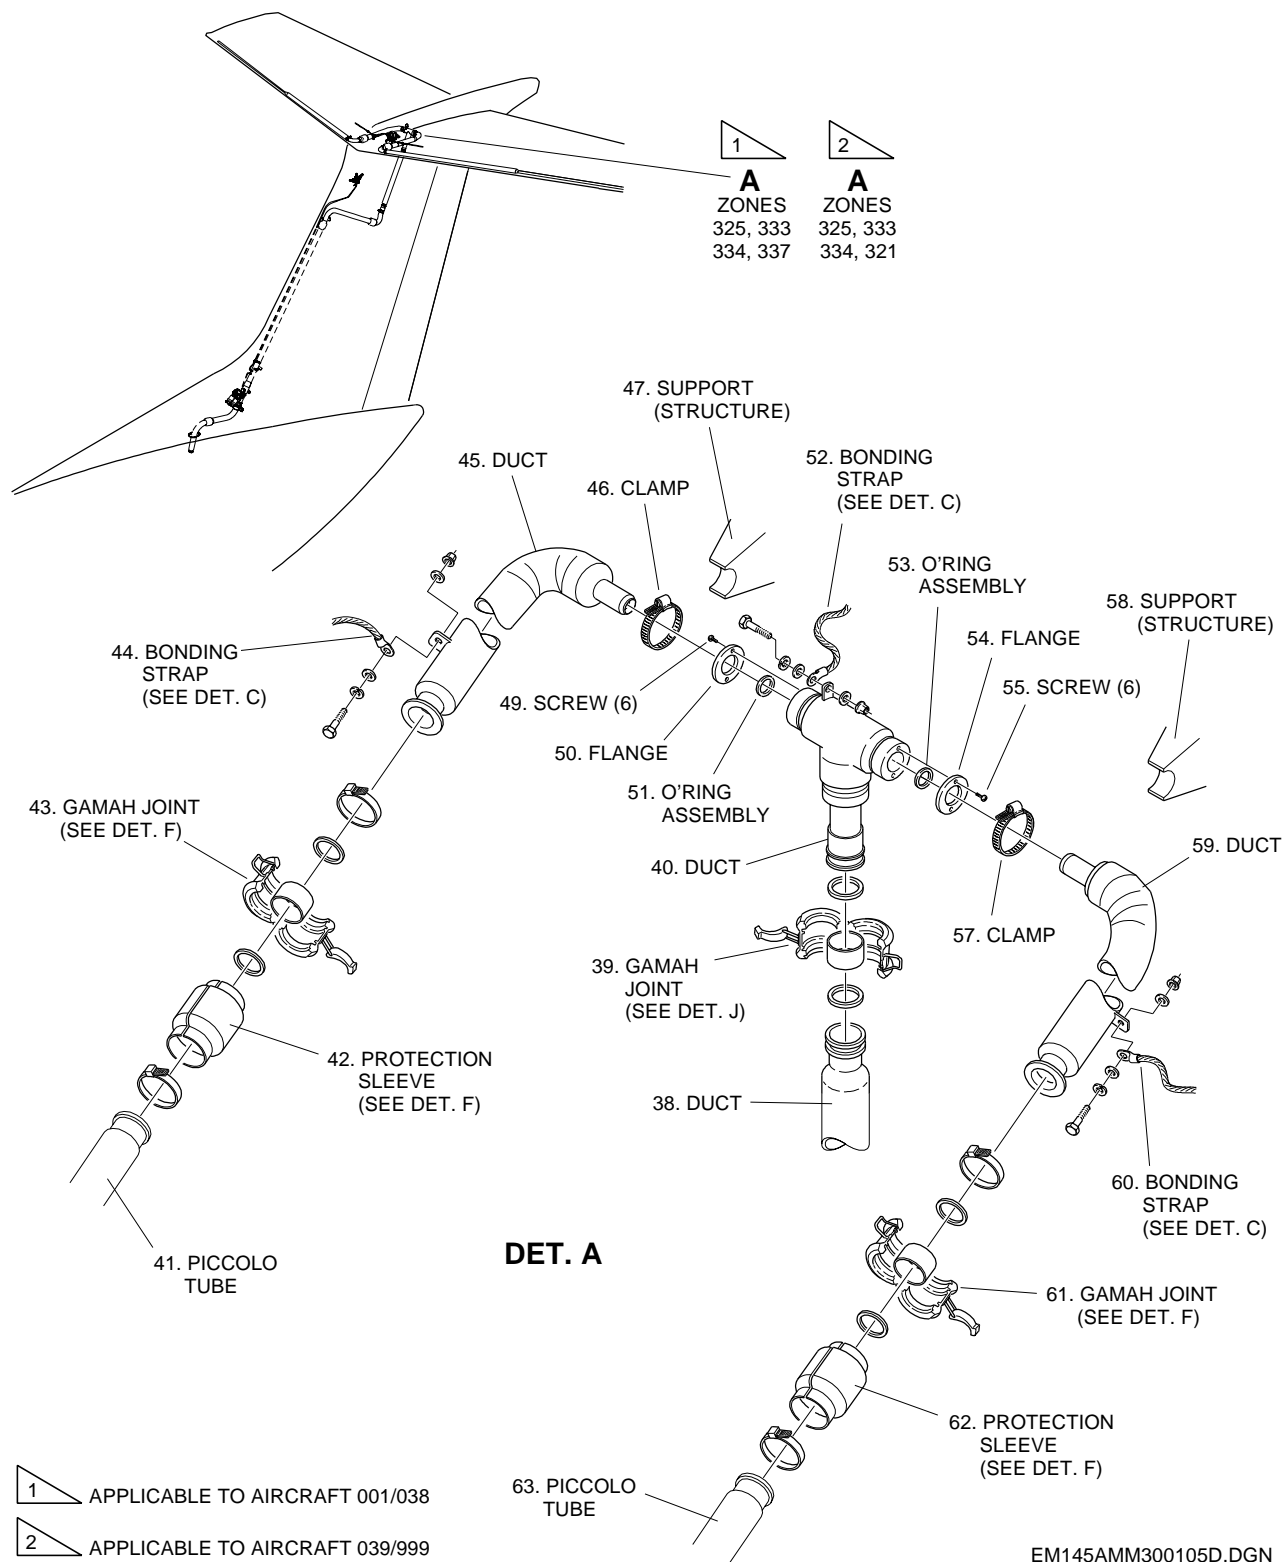 1
A
ZONES
325, 333
334, 337
2
A
ZONES
325, 333
334, 321
47. SUPPORT
(STRUCTURE)
45. DUCT
46. CLAMP
52. BONDING
STRAP
(SEE DET. C)
53. O'RING
ASSEMBLY
58. SUPPORT
(STRUCTURE)
54. FLANGE
44. BONDING
STRAP
(SEE DET. C)
49. SCREW (6)
55. SCREW (6)
50. FLANGE
51. O'RING
ASSEMBLY
43. GAMAH JOINT
(SEE DET. F)
40. DUCT
59. DUCT
57. CLAMP
39. GAMAH
JOINT
(SEE DET. J)
42. PROTECTION
SLEEVE
(SEE DET. F)
38. DUCT
60. BONDING
STRAP
(SEE DET. C)
41. PICCOLO
TUBE
DET. A
61. GAMAH JOINT
(SEE DET. F)
62. PROTECTION
SLEEVE
(SEE DET. F)
63. PICCOLO
TUBE
1 APPLICABLE TO AIRCRAFT 001/038
2 APPLICABLE TO AIRCRAFT 039/999
EM145AMM300105D.DGN